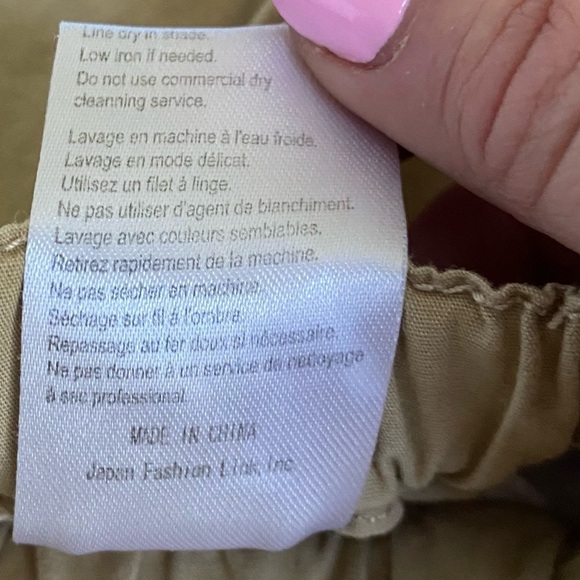 Line dry in shade.
Low iron if needed.
Do not use commercial dry
cleanning service.
Lavage en machine à l'eau froide.
Lavage en mode délicat.
Utilisez un filet à linge.
Ne pas utiliser d'agent de blanchiment.
Lavage avec couleurs semblables.
Retirez rapidement de la machine.
Ne pas sécher en machine.
Séchage sur fil à l'ombre.
Repassage au fer doux si nécessaire.
Ne pas donner à un service de nettoyage
à sec professional.
MADE IN CHINA
Japan Fashion Link, Inc